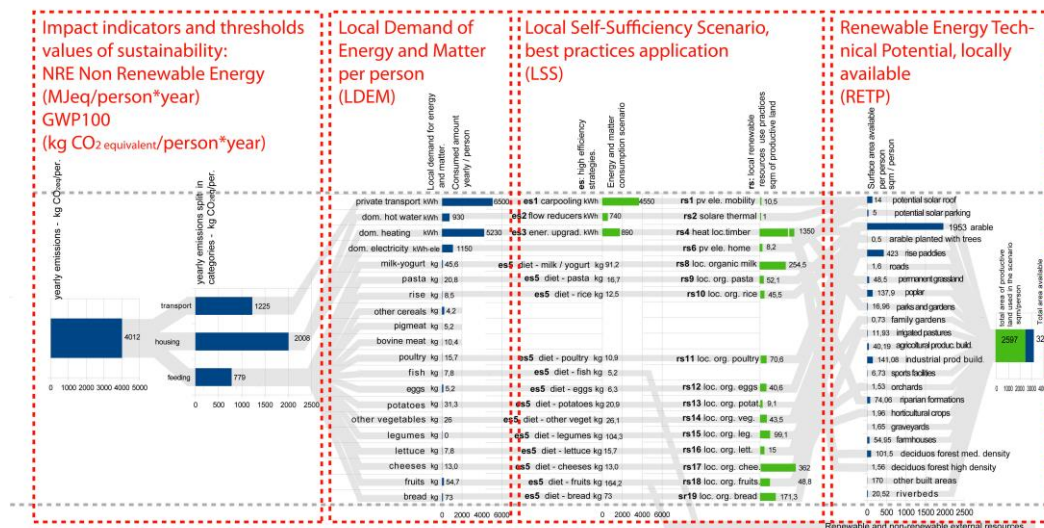 Impact indicators and thresholds
values of sustainability:
NRE Non Renewable Energy
(MJeq/person*year)
GWP100
(kg CO2 equivalent/person*year)
Local Demand of
Energy and Matter
per person
(LDEM)
Local Self-Sufficiency Scenario,
best practices application
(LSS)
Renewable Energy Tech-
nical Potential, locally
available
(RETP)
yearly emissions - kg CO2eq/per.
yearly emissions split in
categories - kg CO2eq/per.
Local demand for energy
and matter.
Consumed amount
yearly / person
es: high efficiency
strategies.
Energy and matter
consumption scenario
rs: local renewable
resources use practices
sqm of productive land
Surface area available
per person
sqm / person
total area of productive
land used in the scenario
sqm/person
Total area available
4012
0 1000 2000 3000 4000 5000
transport 1225
housing 2008
feeding 779
0 500 1000 1500 2000 2500
private transport kWh 6500
dom. hot water kWh 930
dom. heating kWh 5230
dom. electricity kWh-ele 1150
milk-yogurt kg 45,6
pasta kg 20,8
rise kg 8,5
other cereals kg 4,2
pigmeat kg 5,2
bovine meat kg 10,4
poultry kg 15,7
fish kg 7,8
eggs kg 5,2
potatoes kg 31,3
other vegetables kg 26
legumes kg 0
lettuce kg 7,8
cheeses kg 13,0
fruits kg 54,7
bread kg 73
0 1000 2000 3000 4000 5000 6000
es1 carpooling kWh 4550
es2 flow reducers kWh 740
es3 ener. upgrad. kWh 890
es5 diet - milk / yogurt kg 91,2
es5 diet - pasta kg 16,7
es5 diet - rice kg 12,5
es5 diet - poultry kg 10,9
es5 diet - fish kg 5,2
es5 diet - eggs kg 6,3
es5 diet - potatoes kg 20,9
es5 diet - other veget kg 26,1
es5 diet - legumes kg 104,3
es5 diet - lettuce kg 15,7
es5 diet - cheeses kg 13,0
es5 diet - fruits kg 164,2
es5 diet - bread kg 73
0 1000 2000 3000 4000 5000 6000
rs1 pv ele. mobility 10,5
rs2 solare thermal 1
rs4 heat loc.timber 1350
rs6 pv ele. home 8,2
rs8 loc. organic milk 254,5
rs9 loc. org. pasta 52,1
rs10 loc. org. rice 45,5
rs11 loc. org. poultry 70,6
rs12 loc. org. eggs 40,6
rs13 loc. org. potat. 9,1
rs14 loc. org. veg. 43,5
rs15 loc. org. leg. 99,1
rs16 loc. org. lett. 15
rs17 loc. org. chee. 362
rs18 loc. org. fruits 48,8
sr19 loc. org. bread 171,3
14 potential solar roof
5 potential solar parking
1953 arable
0,5 arable planted with trees
423 rise paddies
1,6 roads
48,5 permanent grassland
137,9 poplar
16,96 parks and gardens
0,73 family gardens
11,93 irrigated pastures
40,19 agricultural produc. build.
141,08 industrial prod build.
6,73 sports facilities
1,53 orchards
74,06 riparian formations
1,96 horticultural crops
1,65 graveyards
54,95 farmhouses
101,5 deciduos forest med. density
1,56 deciduos forest high density
170 other built areas
20,52 riverbeds
0 500 1000 1500 2000 2500
2597
32
0 1000 2000 3000 4000
Renewable and non-renewable external resources